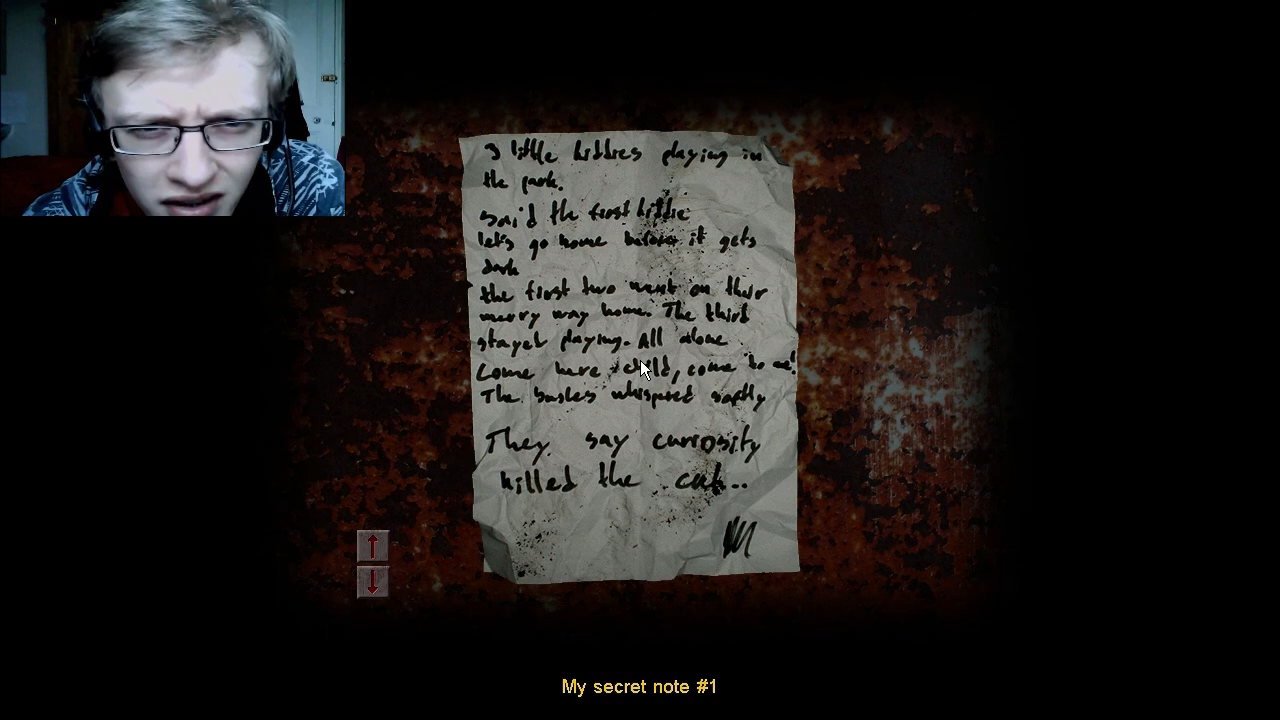 3 little kiddies playing in
the park.
said the first kiddie
let's go home before it gets
dark
the first two went on their
merry way home. The third
stayed playing. All alone
Come here child, come to me!
The bushes whispered softly
They say curiosity
killed the cat..
My secret note #1